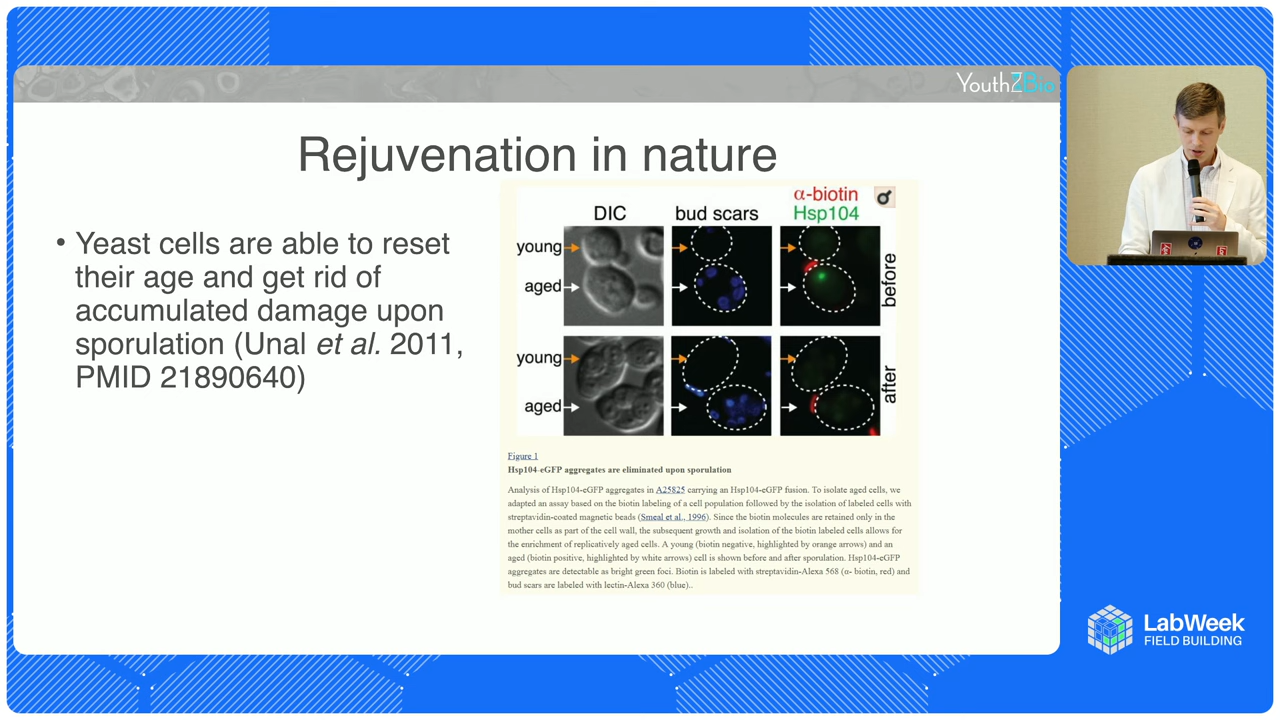 YouthZBio
Rejuvenation in nature
• Yeast cells are able to reset
their age and get rid of
accumulated damage upon
sporulation (Unal et al. 2011,
PMID 21890640)
DIC
bud scars
α-biotin
Hsp104
young
aged
before
young
aged
after
Figure 1
Hsp104-eGFP aggregates are eliminated upon sporulation
Analysis of Hsp104-eGFP aggregates in A25825 carrying an Hsp104-eGFP fusion. To isolate aged cells, we
adapted an assay based on the biotin labeling of a cell population followed by the isolation of labeled cells with
streptavidin-coated magnetic beads (Smeal et al., 1996). Since the biotin molecules are retained only in the
mother cells as part of the cell wall, the subsequent growth and isolation of the biotin labeled cells allows for
the enrichment of replicatively aged cells. A young (biotin negative, highlighted by orange arrows) and an
aged (biotin positive, highlighted by white arrows) cell is shown before and after sporulation. Hsp104-eGFP
aggregates are detectable as bright green foci. Biotin is labeled with streptavidin-Alexa 568 (α- biotin, red) and
bud scars are labeled with lectin-Alexa 360 (blue)..
LabWeek
FIELD BUILDING